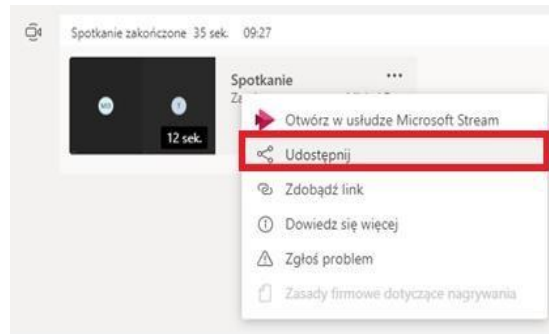 Spotkanie zakończone 35 sek. 09:27
Spotkanie
MO
T
12 sek.
Otwórz w usłudze Microsoft Stream
Udostępnij
Zdobądź link
Dowiedz się więcej
Zgłoś problem
Zasady firmowe dotyczące nagrywania